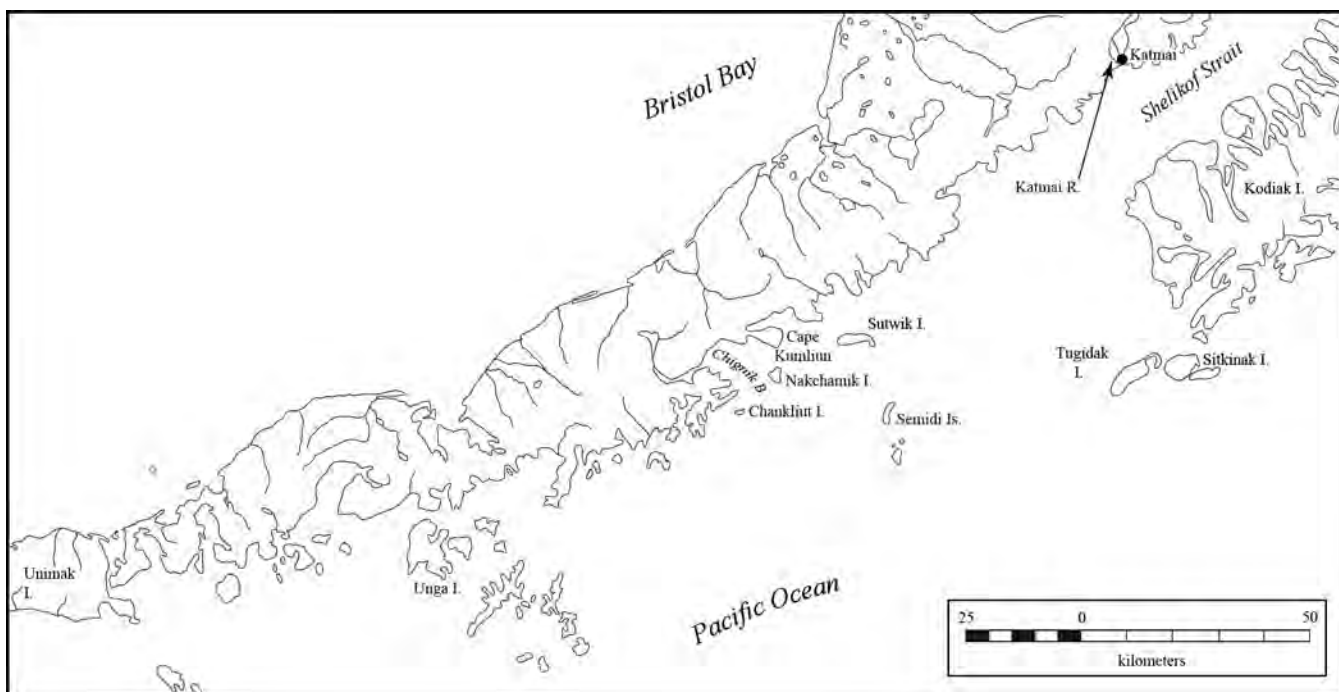 Bristol Bay
Katmai
Shelikof Strait
Katmai R.
Kodiak I.
Sutwik I.
Cape
Kumliun
Chignik B
Nakchamik I.
Chankliut I.
Semidi Is.
Tugidak
I.
Sitkinak I.
Unimak
I.
Unga I.
Pacific Ocean
25 0 50
kilometers